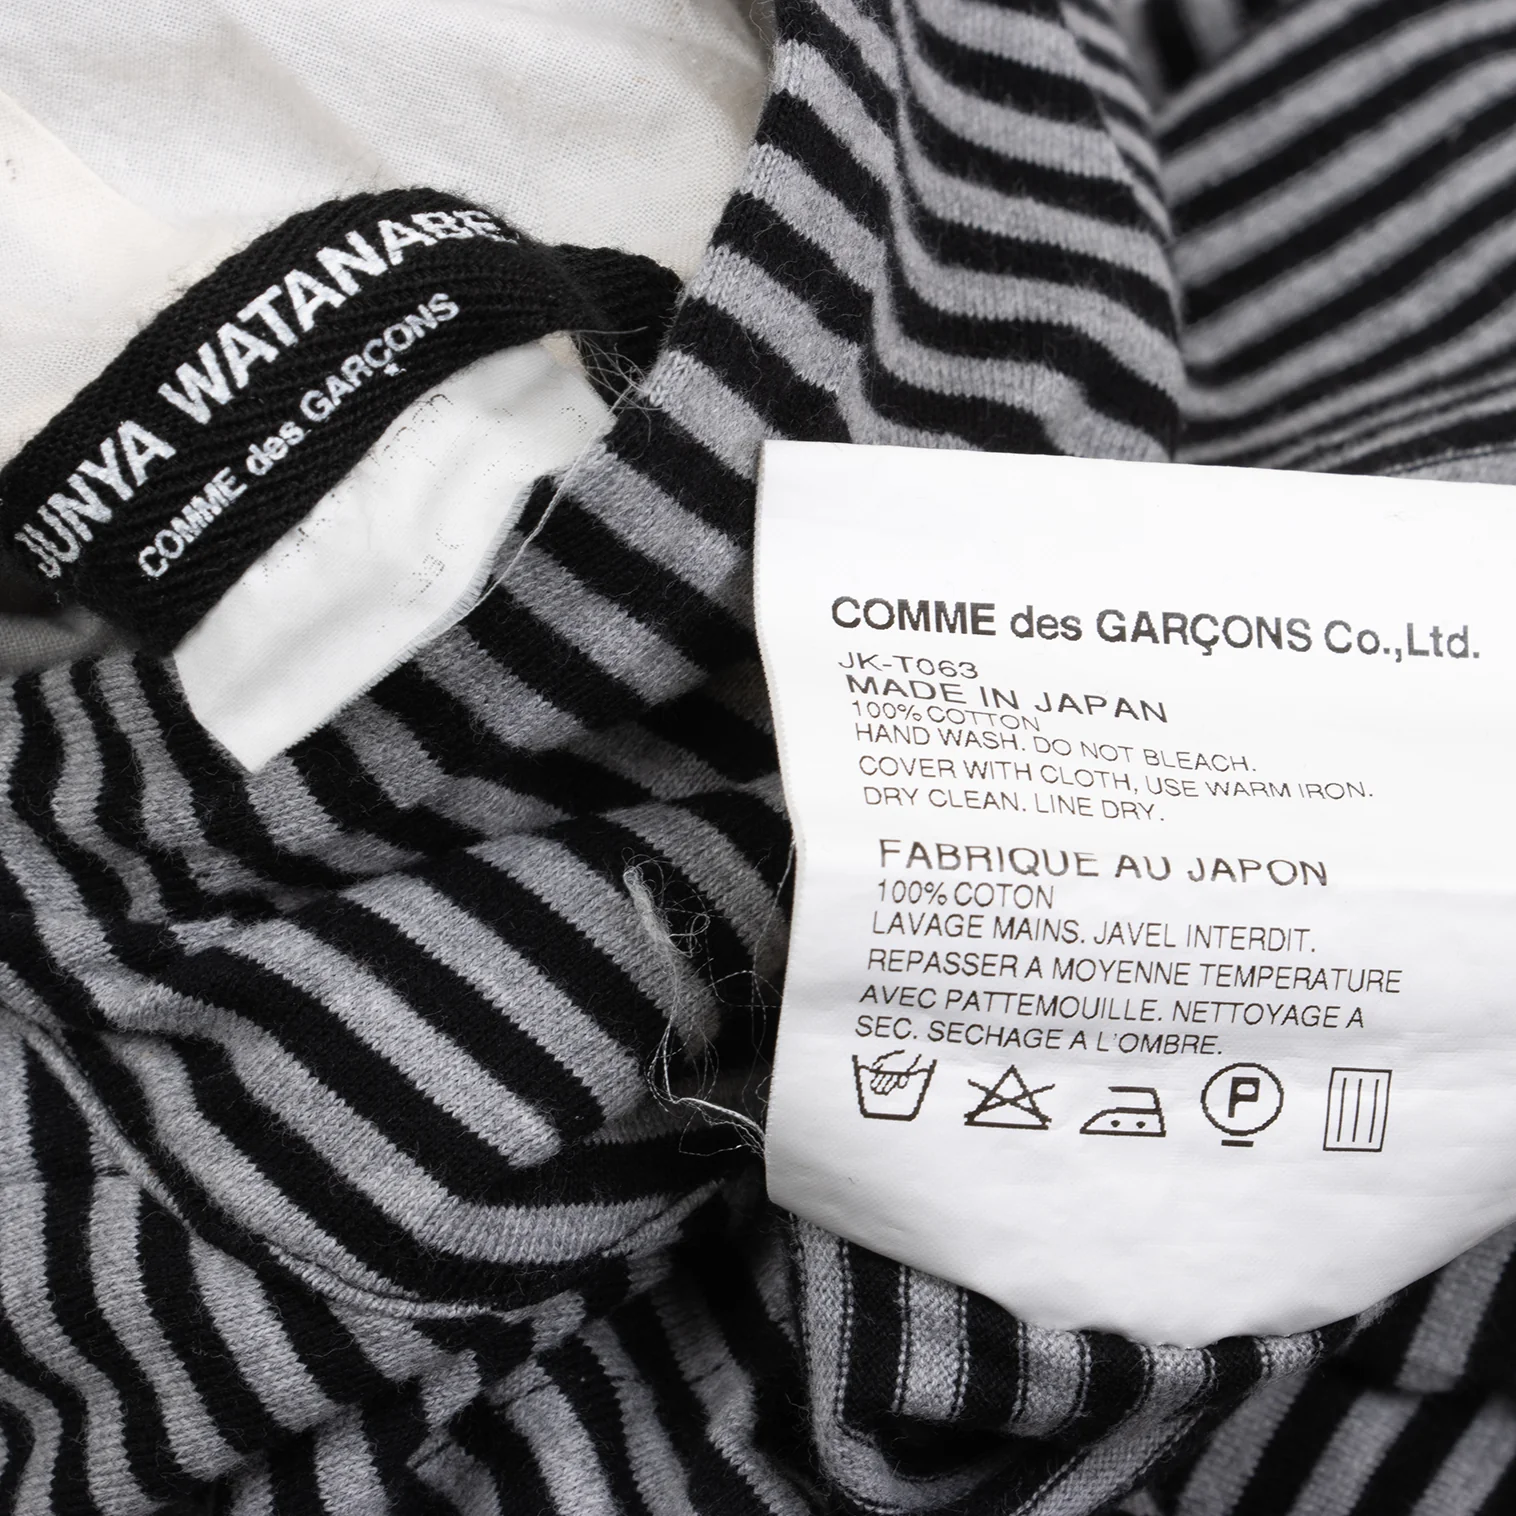 JUNYA WATANABE
COMME des GARÇONS
COMME des GARÇONS Co.,Ltd.
JK-T063
MADE IN JAPAN
100% COTTON
HAND WASH. DO NOT BLEACH.
COVER WITH CLOTH, USE WARM IRON.
DRY CLEAN. LINE DRY.
FABRIQUE AU JAPON
100% COTON
LAVAGE MAINS. JAVEL INTERDIT.
REPASSER A MOYENNE TEMPERATURE
AVEC PATTEMOUILLE. NETTOYAGE A
SEC. SECHAGE A L'OMBRE.
P